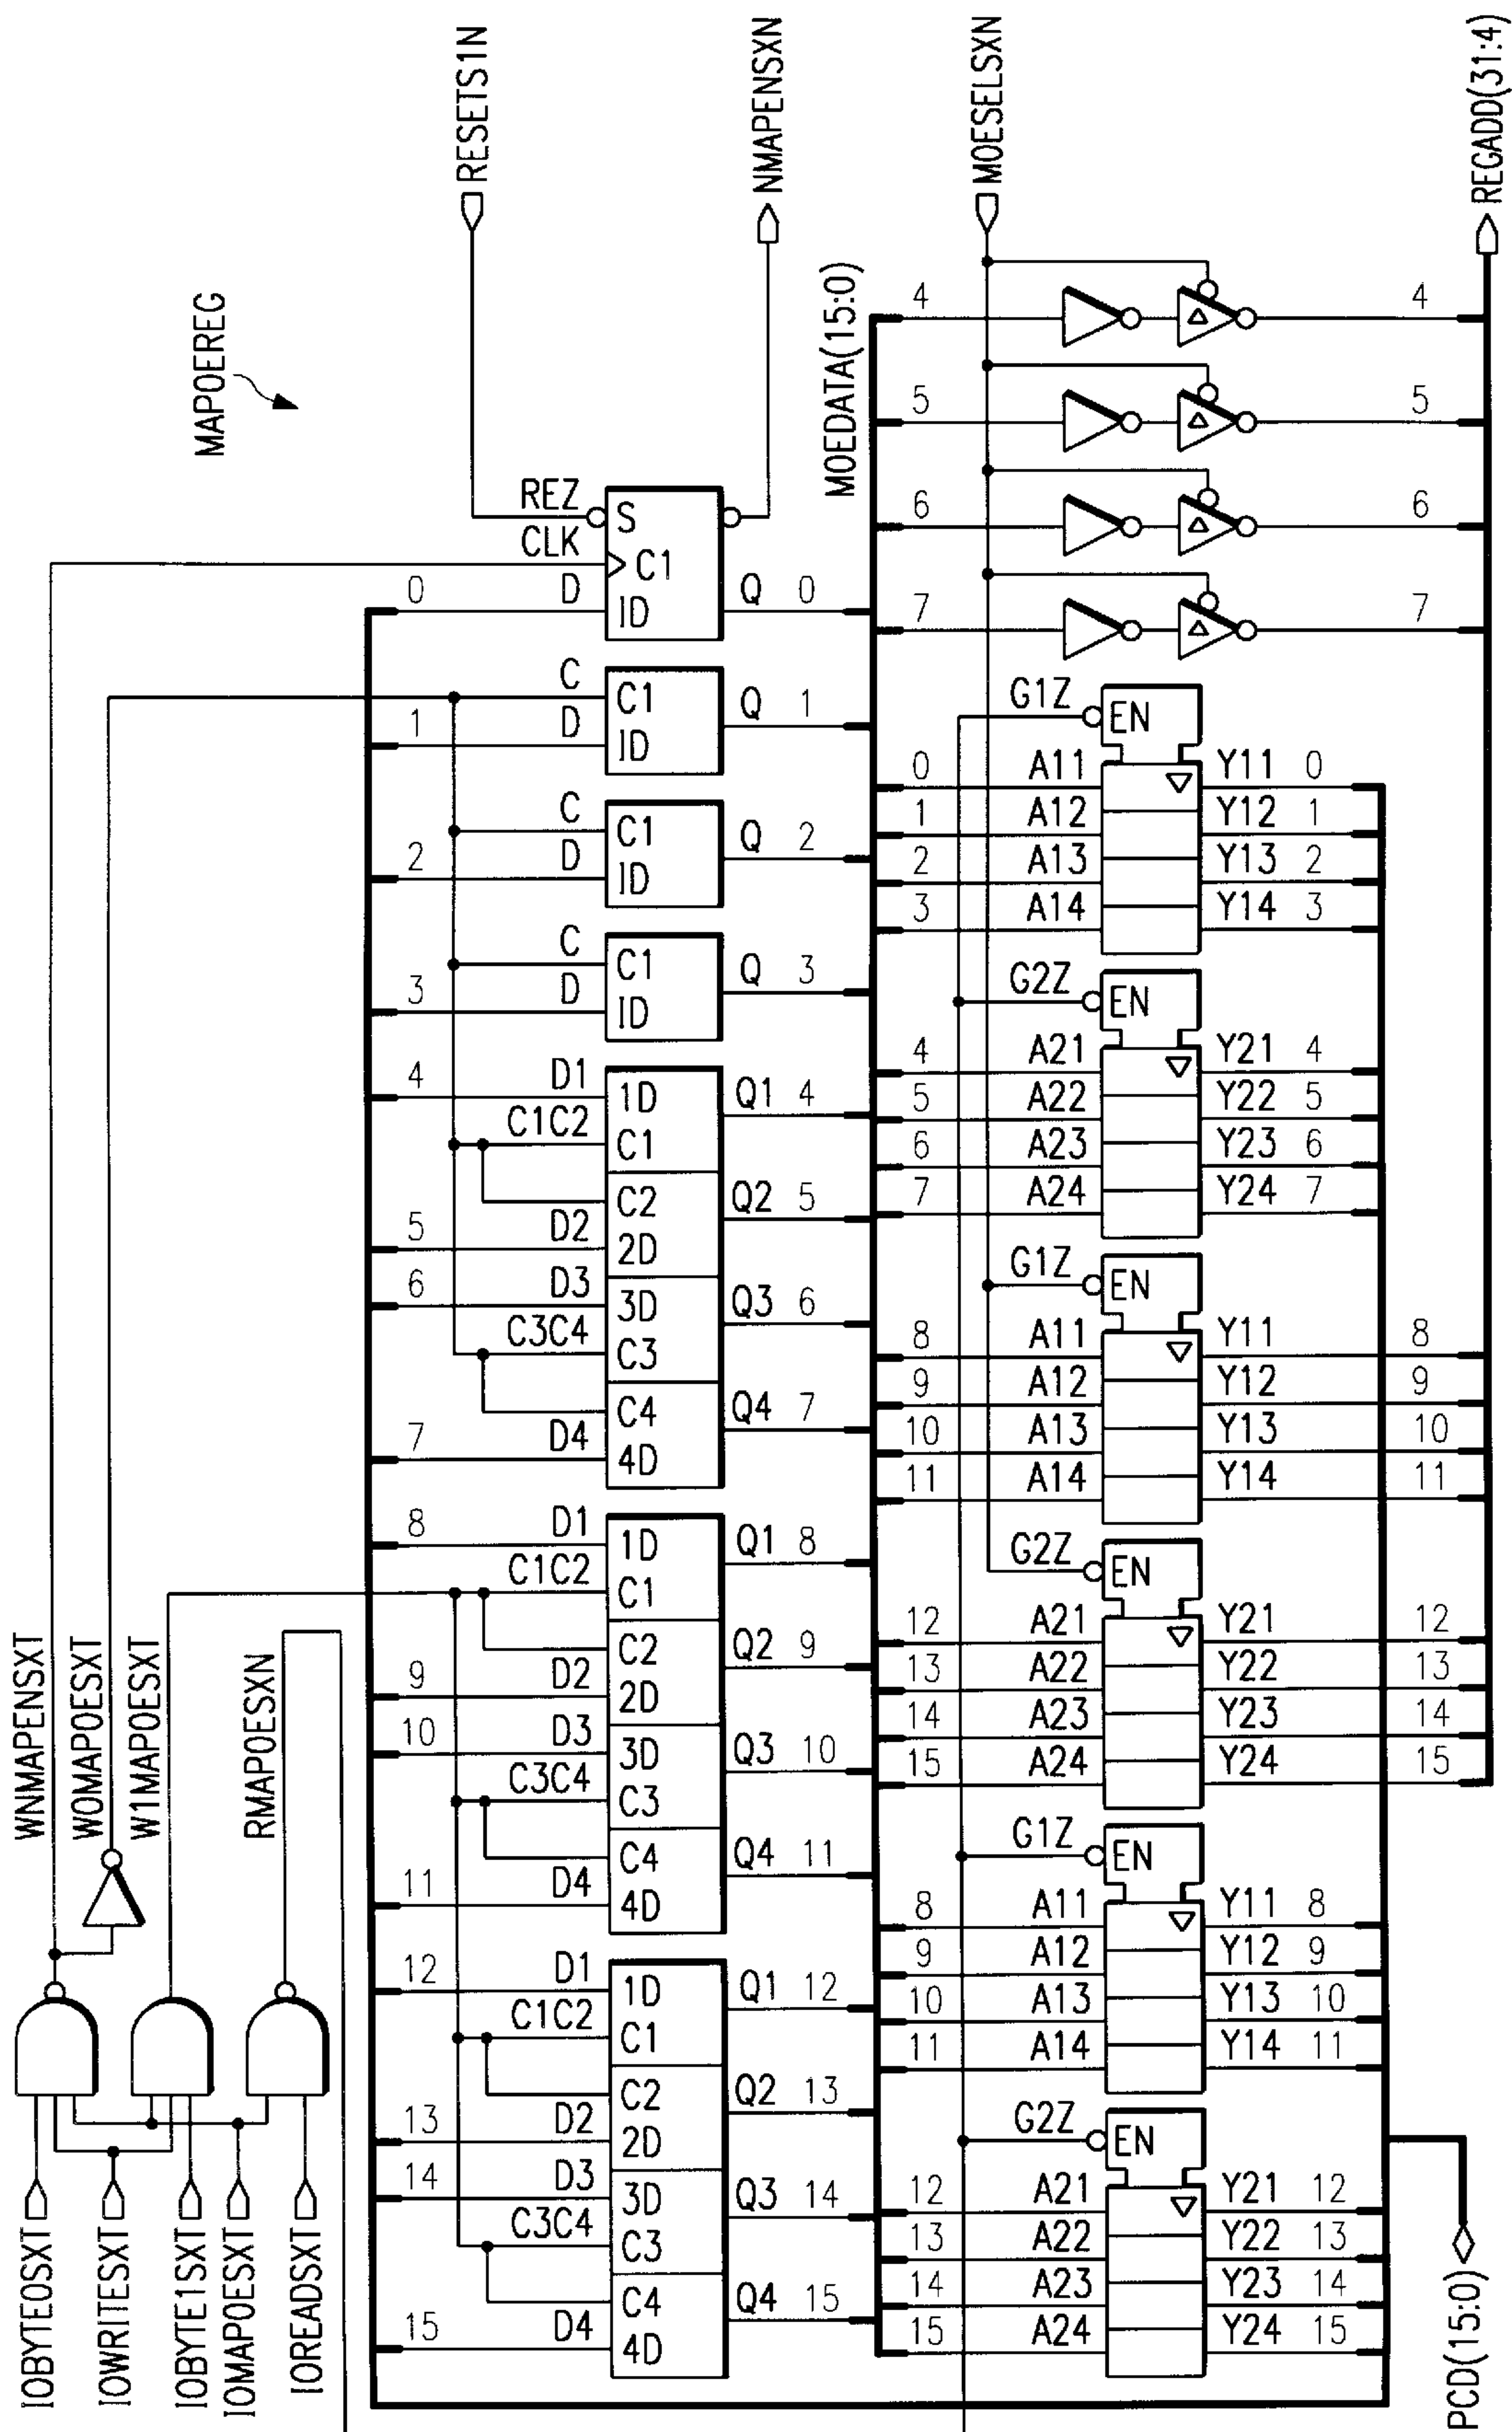 MAPOEREG
RESETS1N
NMAPENSXN
MOESELSXN
REGADD(31:4)
MOEDATA(15:0)
WNMAPENSXT
WOMAPOESXT
W1MAPOESXT
RMAPOESXN
IOBYTEOSXT
IOWRITESXT
IOBYTE1SXT
IOMAPOESXT
IOREADSXT
PCD(15:0)
REZ S
CLK C1
0 D ID Q 0
C C1
1 D ID Q 1
C C1
2 D ID Q 2
C C1
3 D ID Q 3
4 D1 1D Q1 4
C1C2 C1
C2 Q2 5
5 D2 2D
6 D3 3D Q3 6
C3C4 C3
C4 Q4 7
7 D4 4D
8 D1 1D Q1 8
C1C2 C1
C2 Q2 9
9 D2 2D
10 D3 3D Q3 10
C3C4 C3
C4 Q4 11
11 D4 4D
12 D1 1D Q1 12
C1C2 C1
C2 Q2 13
13 D2 2D
14 D3 3D Q3 14
C3C4 C3
C4 Q4 15
15 D4 4D
4 4
5 5
6 6
7 7
G1Z EN
0 A11 Y11 0
1 A12 Y12 1
2 A13 Y13 2
3 A14 Y14 3
G2Z EN
4 A21 Y21 4
5 A22 Y22 5
6 A23 Y23 6
7 A24 Y24 7
G1Z EN
8 A11 Y11 8
9 A12 Y12 9
10 A13 Y13 10
11 A14 Y14 11
G2Z EN
12 A21 Y21 12
13 A22 Y22 13
14 A23 Y23 14
15 A24 Y24 15
G1Z EN
8 A11 Y11 8
9 A12 Y12 9
10 A13 Y13 10
11 A14 Y14 11
G2Z EN
12 A21 Y21 12
13 A22 Y22 13
14 A23 Y23 14
15 A24 Y24 15